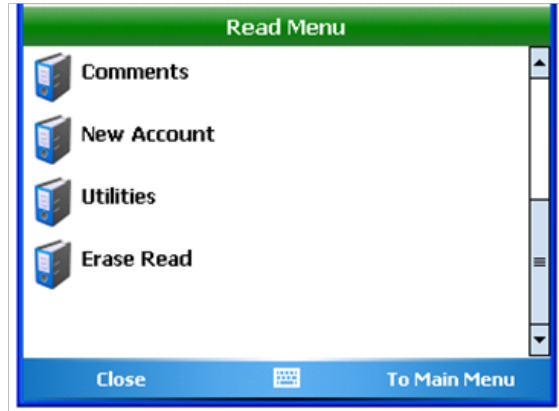 Read Menu
Comments
New Account
Utilities
Erase Read
Close
To Main Menu